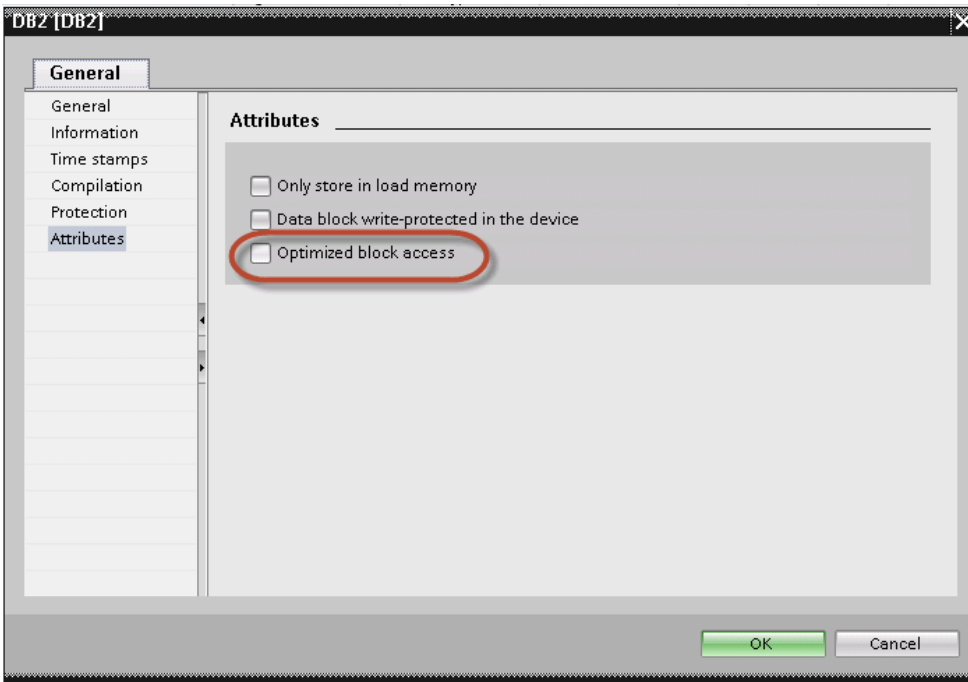 DB2 [DB2]
General
General
Information
Time stamps
Compilation
Protection
Attributes
Attributes
Only store in load memory
Data block write-protected in the device
Optimized block access
OK
Cancel